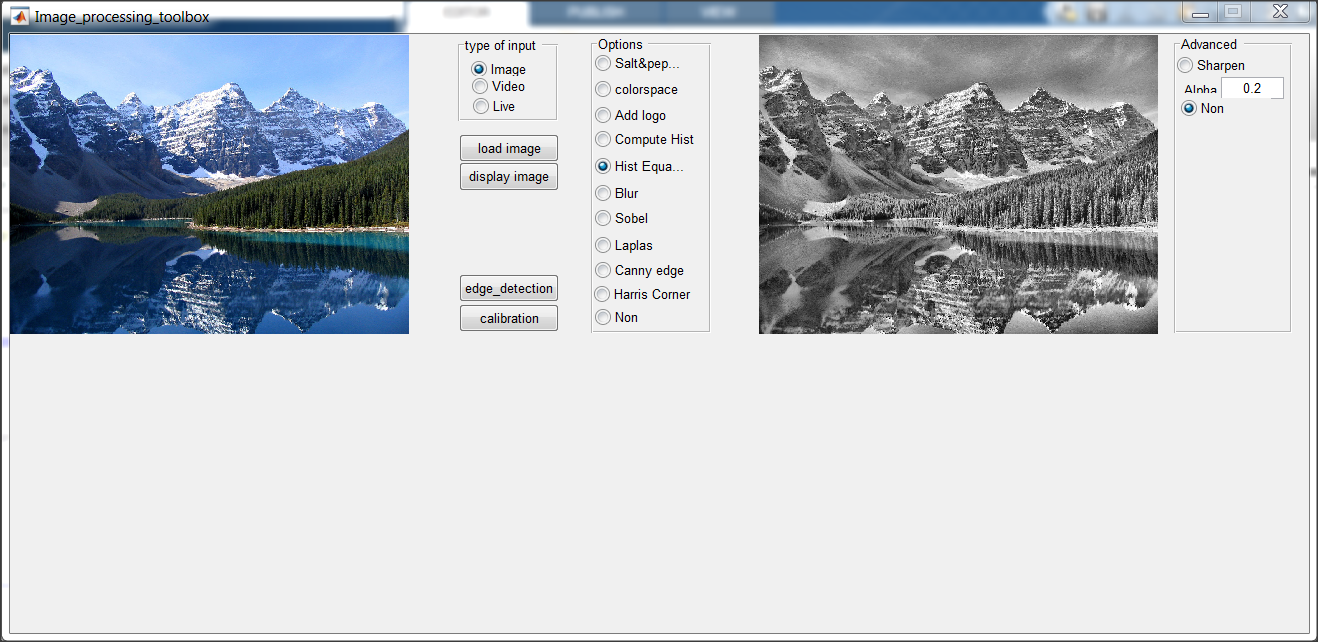 Image_processing_toolbox
EDITOR
PUBLISH
VIEW
type of input
Image
Video
Live
load image
display image
edge_detection
calibration
Options
Salt&pep...
colorspace
Add logo
Compute Hist
Hist Equa...
Blur
Sobel
Laplas
Canny edge
Harris Corner
Non
Advanced
Sharpen
Alpha 0.2
Non